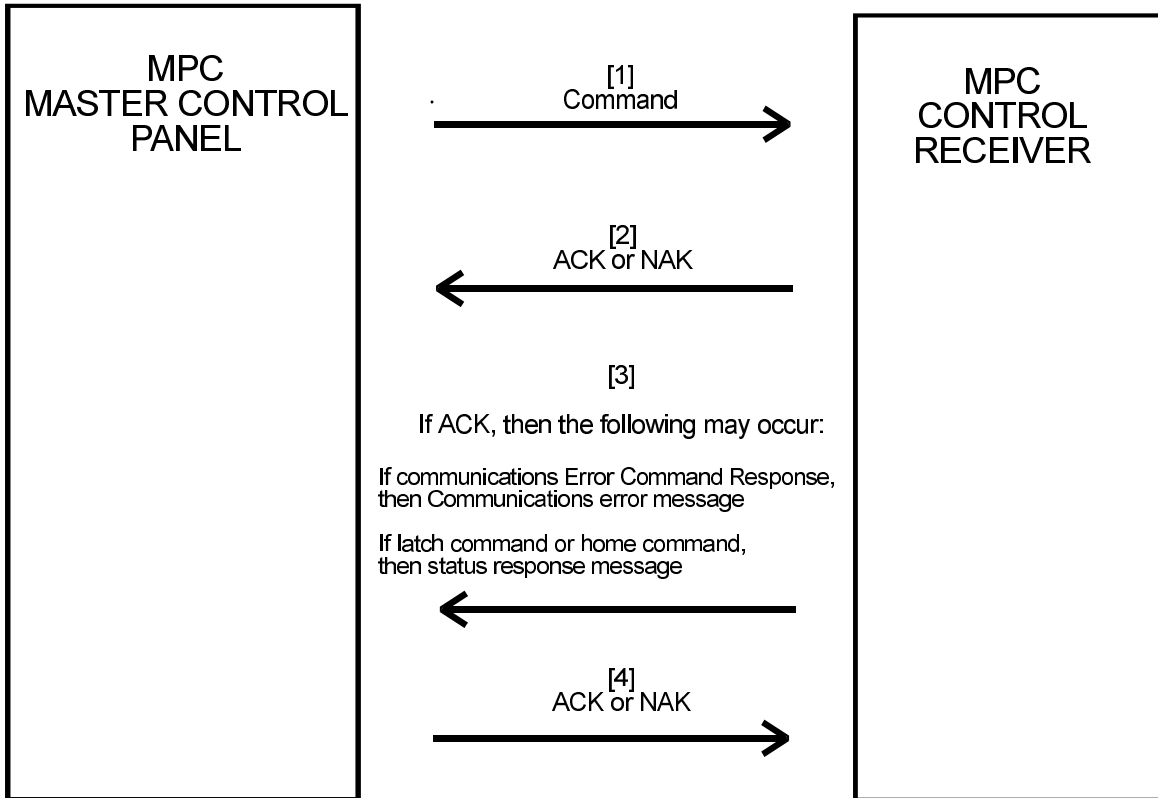 MPC
MASTER CONTROL
PANEL
[1]
Command
MPC
CONTROL
RECEIVER
[2]
ACK or NAK
[3]
If ACK, then the following may occur:
If communications Error Command Response,
then Communications error message
If latch command or home command,
then status response message
[4]
ACK or NAK